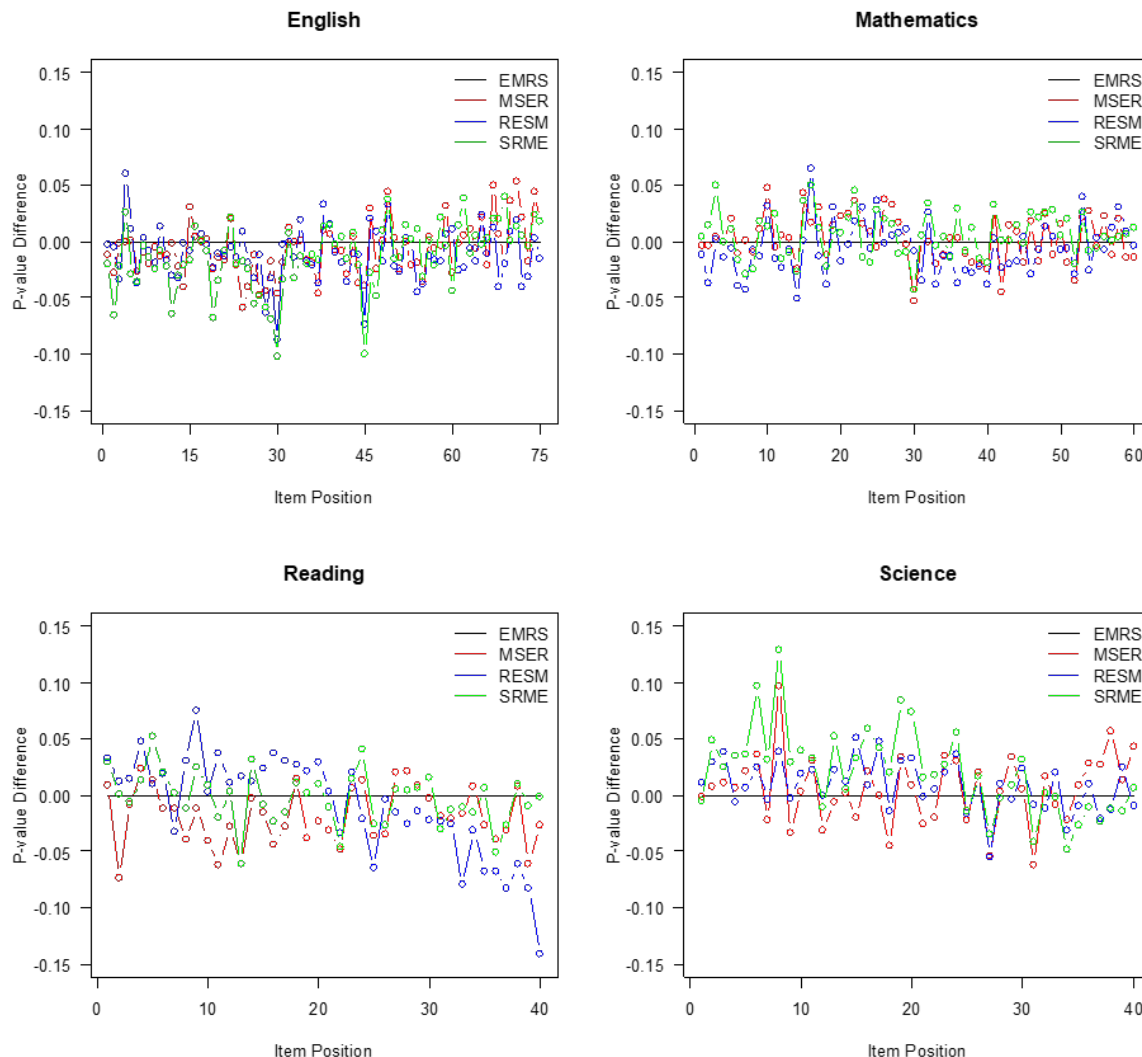 English
0.15
0.10
0.05
0.00
-0.05
-0.10
-0.15
P-value Difference
EMRS
MSER
RESM
SRME
0 15 30 45 60 75
Item Position
Mathematics
0.15
0.10
0.05
0.00
-0.05
-0.10
-0.15
P-value Difference
EMRS
MSER
RESM
SRME
0 10 20 30 40 50 60
Item Position
Reading
0.15
0.10
0.05
0.00
-0.05
-0.10
-0.15
P-value Difference
EMRS
MSER
RESM
SRME
0 10 20 30 40
Item Position
Science
0.15
0.10
0.05
0.00
-0.05
-0.10
-0.15
P-value Difference
EMRS
MSER
RESM
SRME
0 10 20 30 40
Item Position